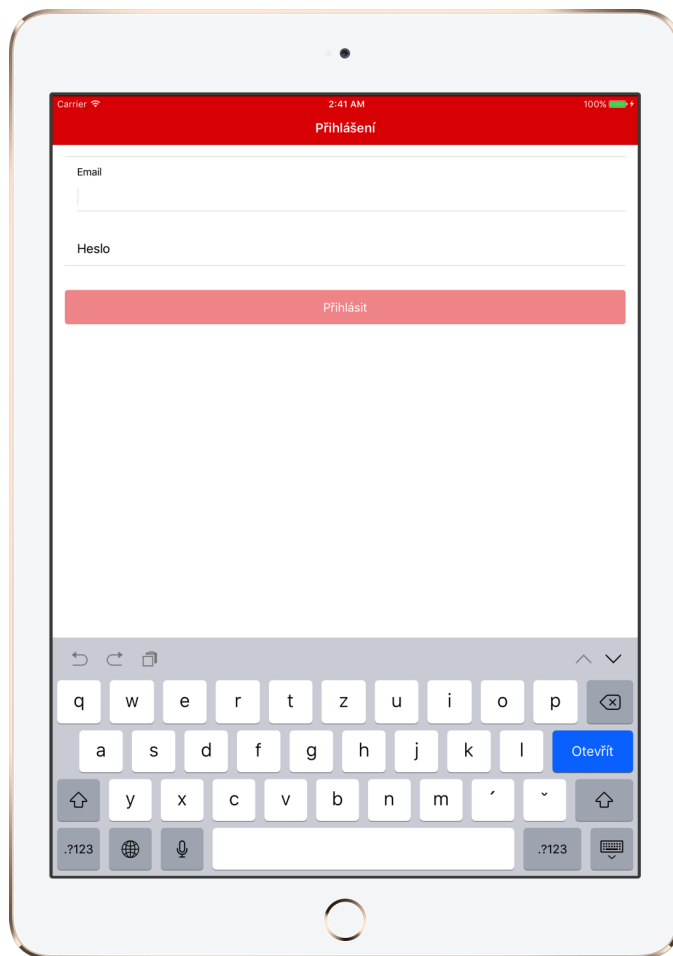 Carrier 2:41 AM 100%
Přihlášení
Email
Heslo
Přihlásit
q w e r t z u i o p
a s d f g h j k l Otevřít
y x c v b n m ´ ˇ
.?123 .?123